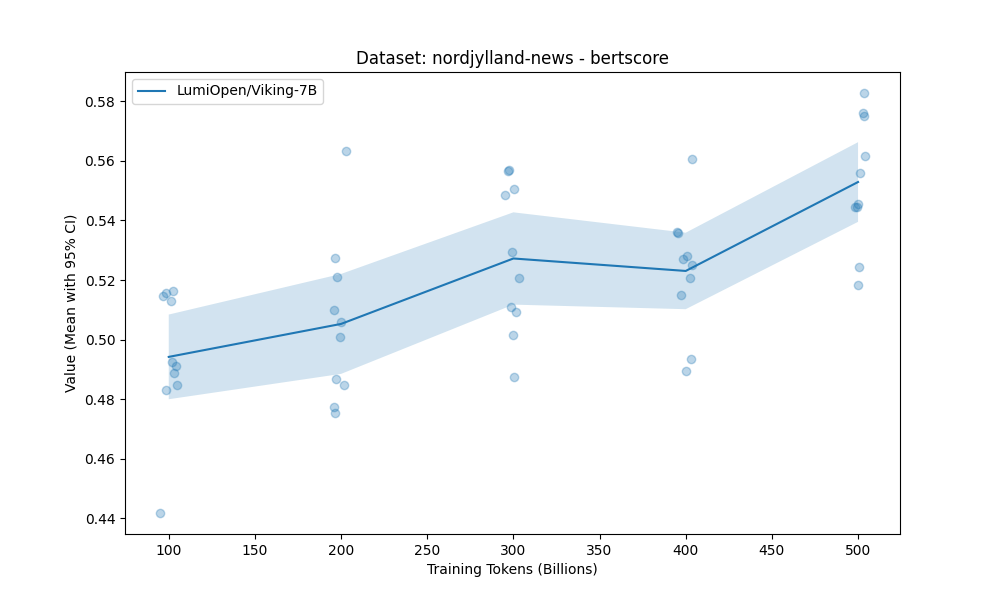 Dataset: nordjylland-news - bertscore
LumiOpen/Viking-7B
Value (Mean with 95% CI)
0.58
0.56
0.54
0.52
0.50
0.48
0.46
0.44
100 150 200 250 300 350 400 450 500
Training Tokens (Billions)